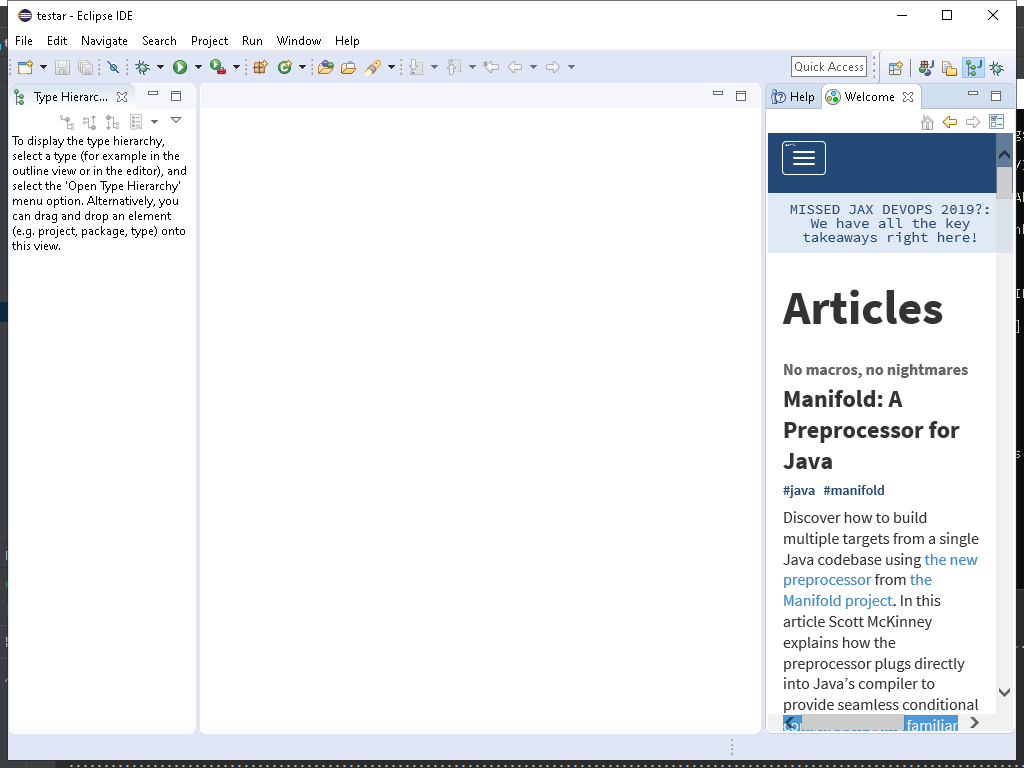 testar - Eclipse IDE
File Edit Navigate Search Project Run Window Help
Quick Access
Type Hierarc...
Help Welcome
To display the type hierarchy,
select a type (for example in the
outline view or in the editor), and
select the 'Open Type Hierarchy'
menu option. Alternatively, you
can drag and drop an element
(e.g. project, package, type) onto
this view.
MISSED JAX DEVOPS 2019?:
We have all the key
takeaways right here!
Articles
No macros, no nightmares
Manifold: A
Preprocessor for
Java
#java #manifold
Discover how to build
multiple targets from a single
Java codebase using the new
preprocessor from the
Manifold project. In this
article Scott McKinney
explains how the
preprocessor plugs directly
into Java’s compiler to
provide seamless conditional
familiar